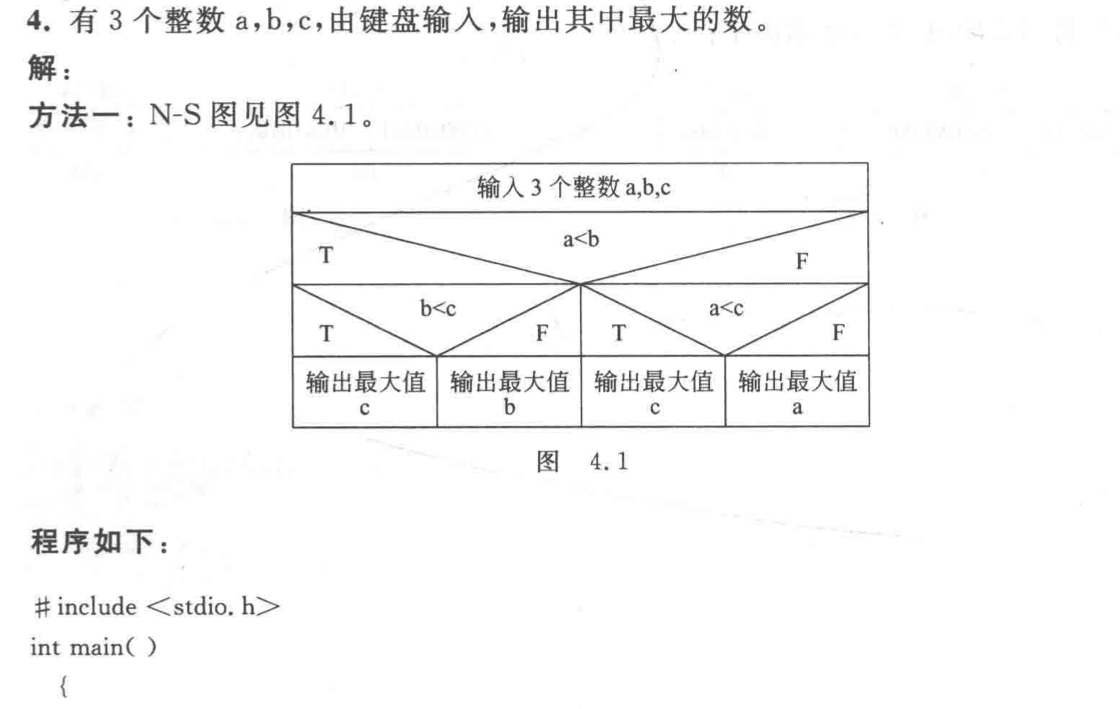 4. 有 3 个整数 a,b,c,由键盘输入,输出其中最大的数。
解：
方法一：N-S 图见图 4.1。
输入 3 个整数 a,b,c
a<b
T
F
b<c
a<c
T
F
T
F
输出最大值 输出最大值 输出最大值 输出最大值
c b c a
图 4.1
程序如下：
#include <stdio.h>
int main( )
{